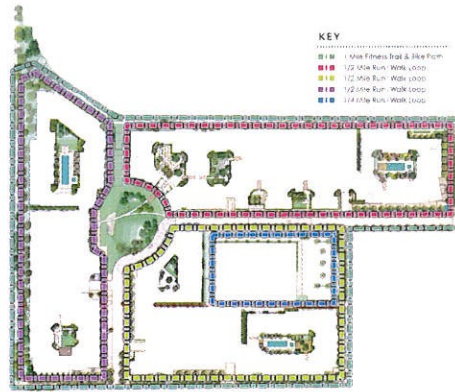 KEY
1 Mile Fitness Trail & Bike Path
1/2 Mile Run / Walk Loop
1/2 Mile Run / Walk Loop
1/2 Mile Run / Walk Loop
1/4 Mile Run / Walk Loop